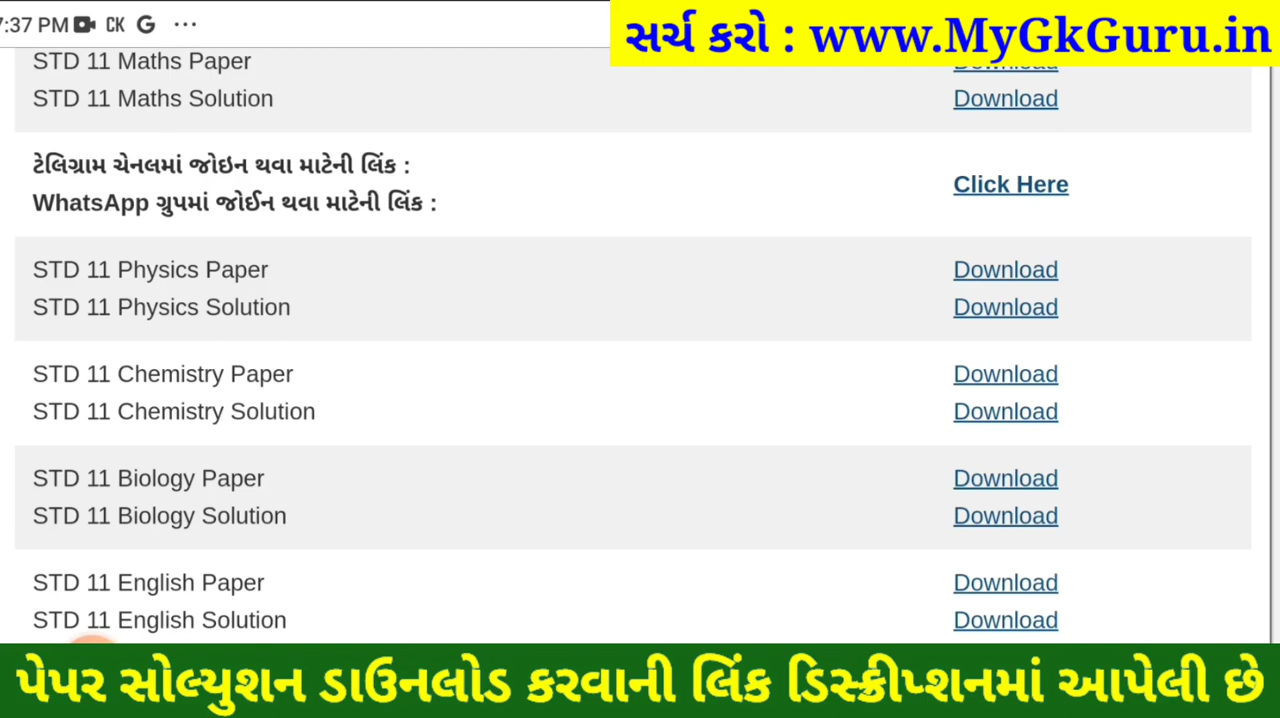 7:37 PM CK G ...
સર્ચ કરો : www.MyGkGuru.in
STD 11 Maths Paper Download
STD 11 Maths Solution Download
ટેલિગ્રામ ચેનલમાં જોઇન થવા માટેની લિંક :
Click Here
WhatsApp ગ્રુપમાં જોઈન થવા માટેની લિંક :
STD 11 Physics Paper Download
STD 11 Physics Solution Download
STD 11 Chemistry Paper Download
STD 11 Chemistry Solution Download
STD 11 Biology Paper Download
STD 11 Biology Solution Download
STD 11 English Paper Download
STD 11 English Solution Download
પેપર સોલ્યુશન ડાઉનલોડ કરવાની લિંક ડિસ્ક્રીપ્શનમાં આપેલી છે